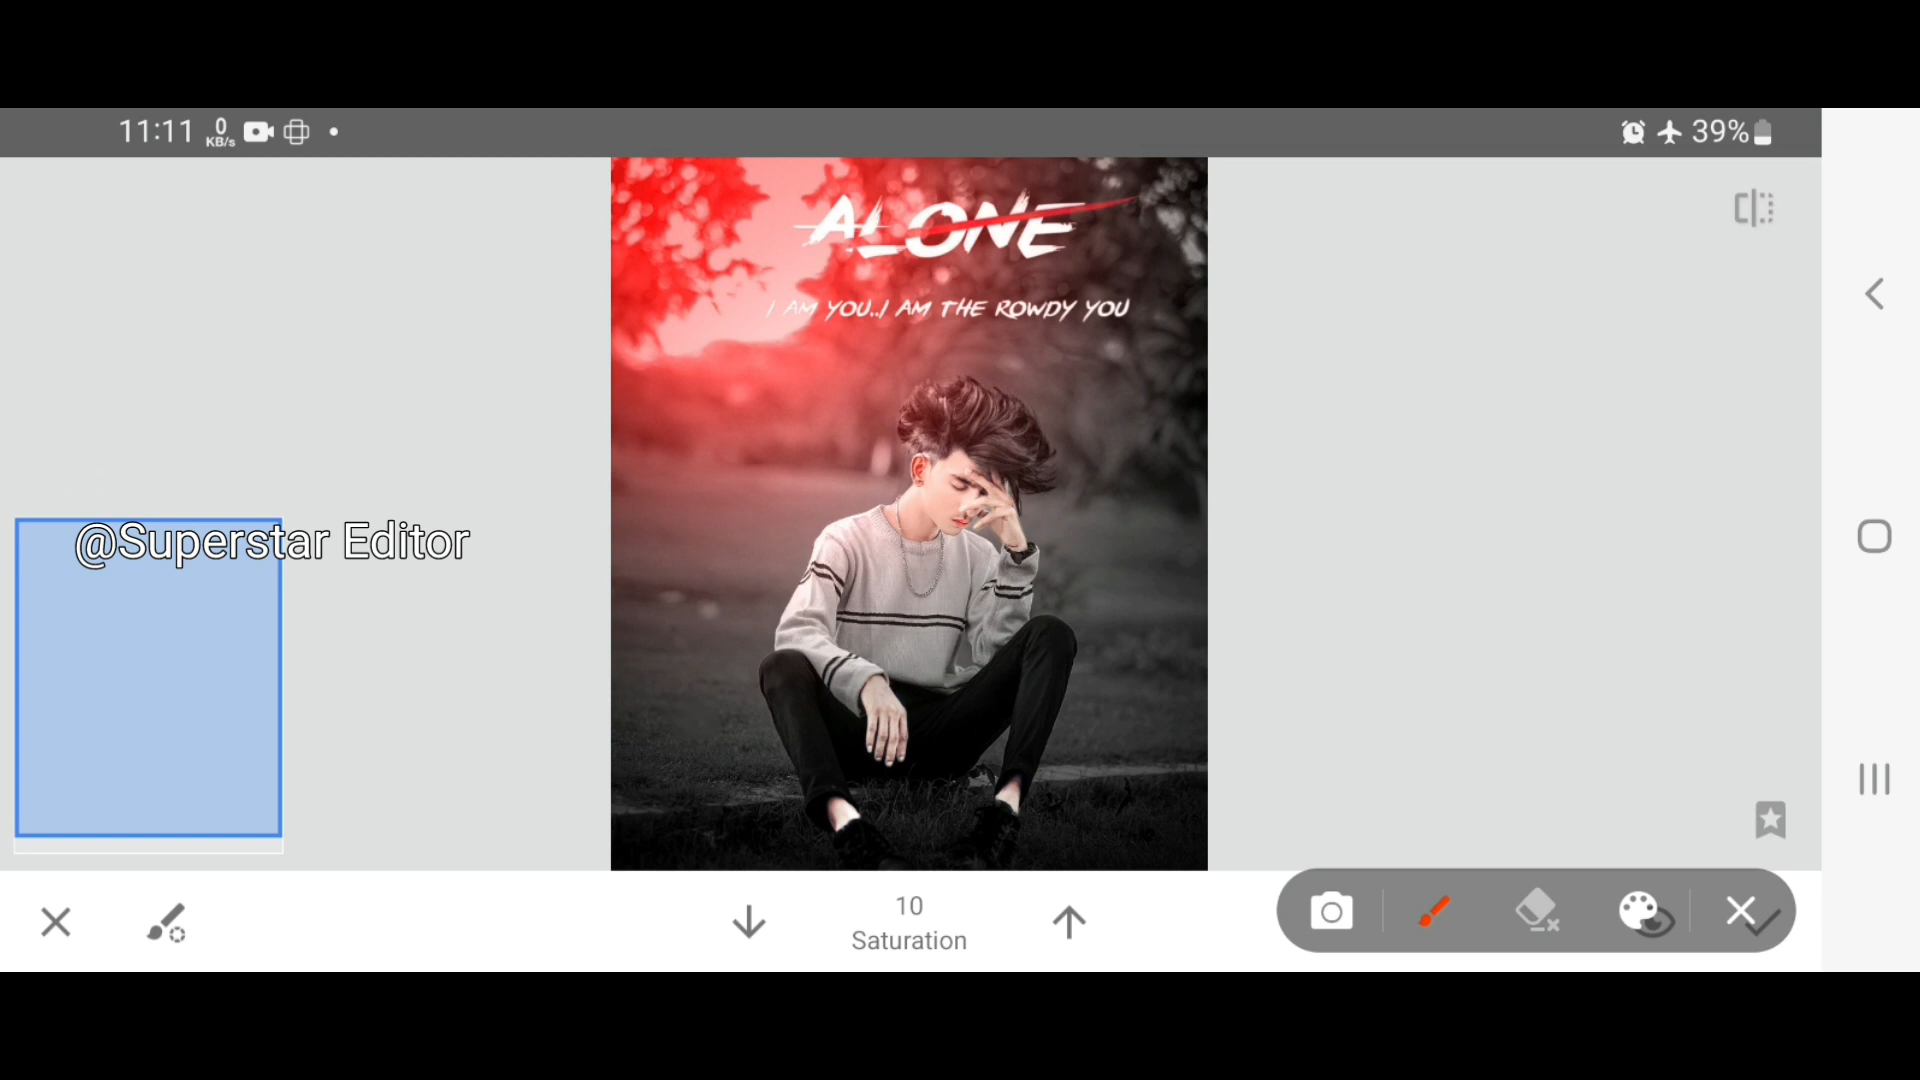 11:11 0 KB/s 39%
ALONE
I AM YOU..I AM THE ROWDY YOU
@Superstar Editor
10
Saturation